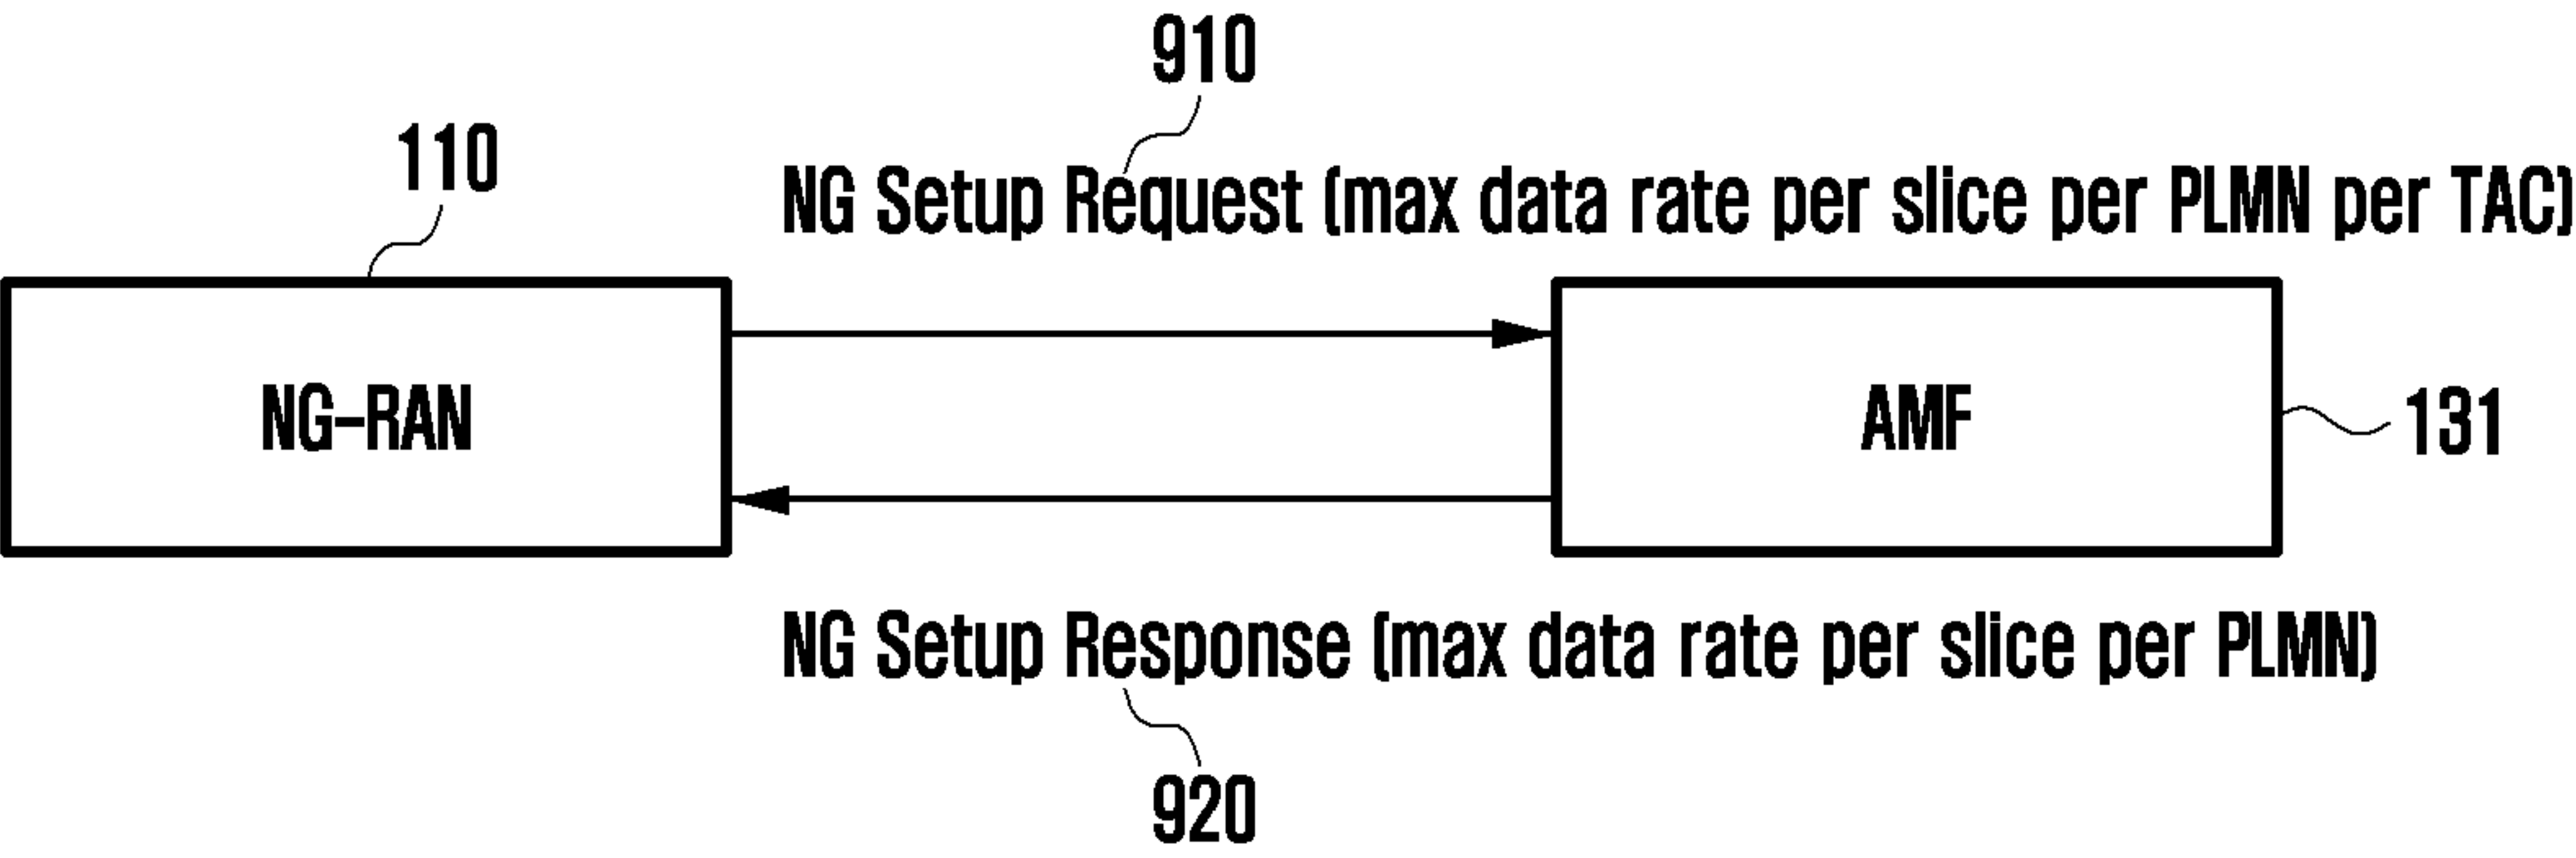 910
110
NG Setup Request (max data rate per slice per PLMN per TAC)
NG-RAN
AMF
131
NG Setup Response (max data rate per slice per PLMN)
920